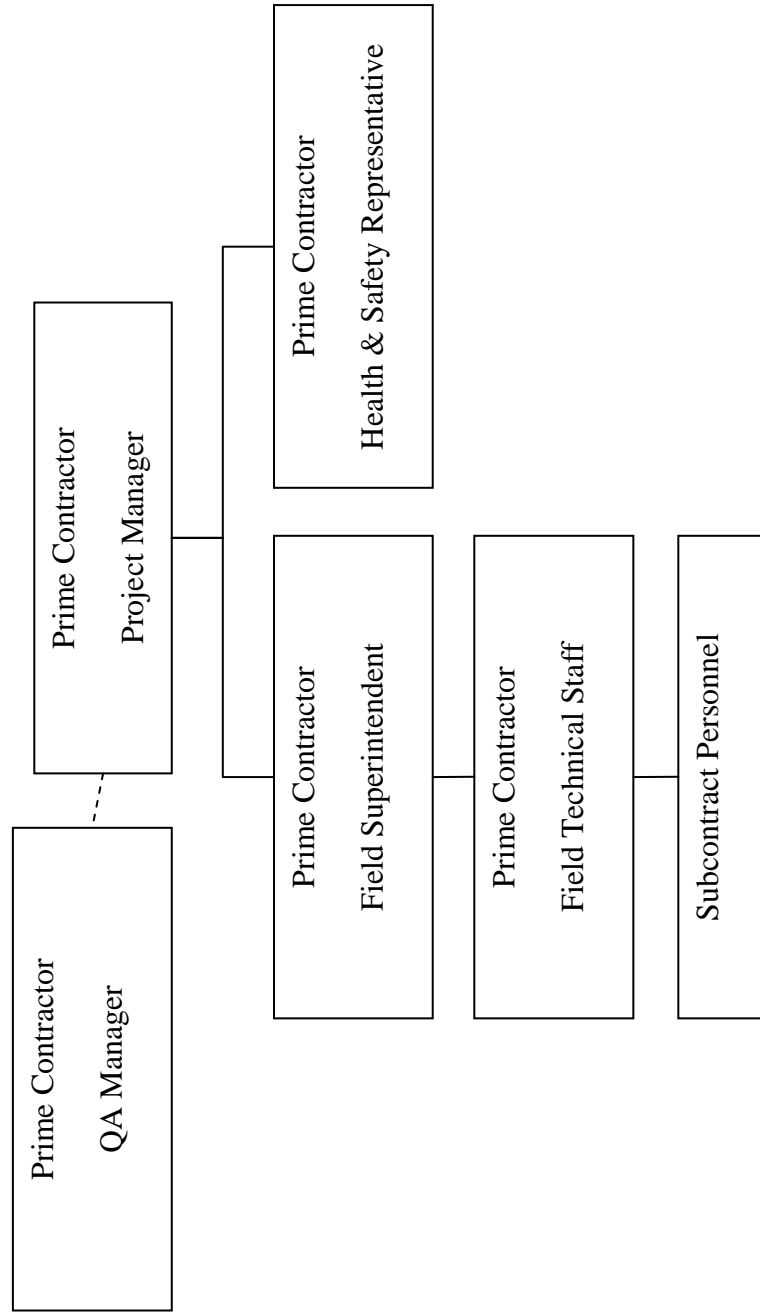 Prime Contractor
QA Manager
Prime Contractor
Project Manager
Prime Contractor
Field Superintendent
Prime Contractor
Health & Safety Representative
Prime Contractor
Field Technical Staff
Subcontract Personnel